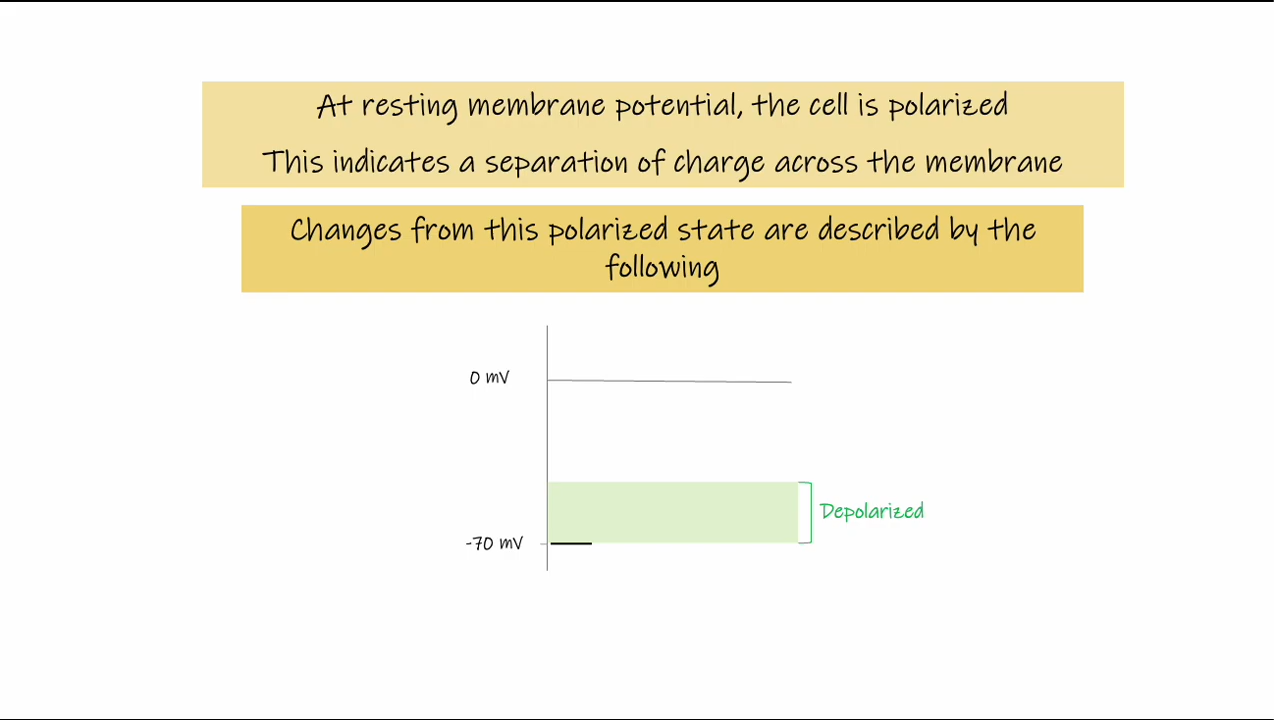 At resting membrane potential, the cell is polarized
This indicates a separation of charge across the membrane
Changes from this polarized state are described by the
following
0 mV
Depolarized
-70 mV